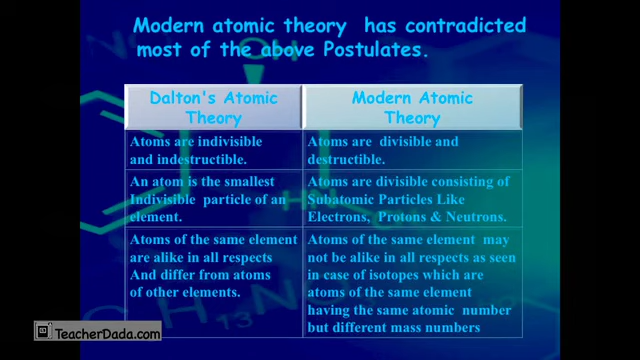 Modern atomic theory has contradicted
most of the above Postulates.
Dalton's Atomic
Theory
Modern Atomic
Theory
Atoms are indivisible
and indestructible.
Atoms are divisible and
destructible.
An atom is the smallest
Indivisible particle of an
element.
Atoms are divisible consisting of
Subatomic Particles Like
Electrons, Protons & Neutrons.
Atoms of the same element
are alike in all respects
And differ from atoms
of other elements.
Atoms of the same element may
not be alike in all respects as seen
in case of isotopes which are
atoms of the same element
having the same atomic number
but different mass numbers
TeacherDada.com